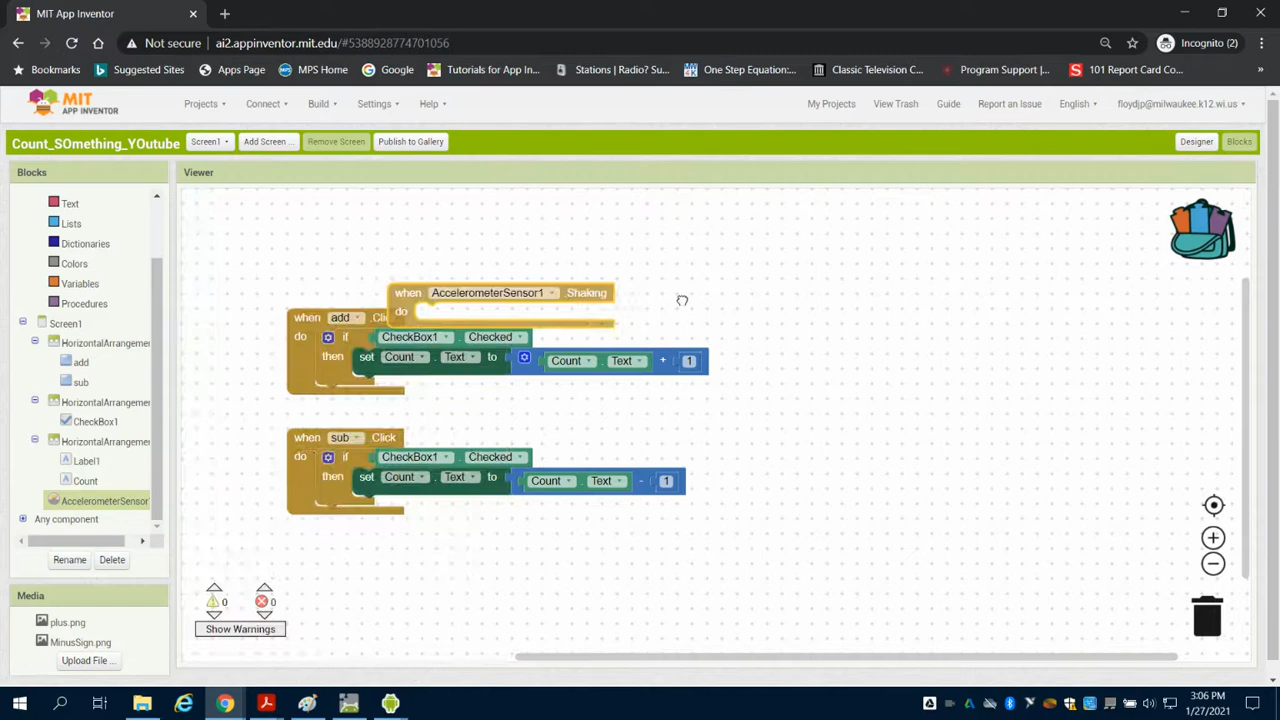 MIT App Inventor
Not secure
ai2.appinventor.mit.edu/#5388928774701056
Incognito (2)
Bookmarks
Suggested Sites
Apps Page
MPS Home
Google
Tutorials for App In...
Stations | Radio? Su...
One Step Equation:...
Classic Television C...
Program Support |...
101 Report Card Co...
»
MIT
APP INVENTOR
Projects
Connect
Build
Settings
Help
My Projects
View Trash
Guide
Report an Issue
English
floydjp@milwaukee.k12.wi.us
Count_SOmething_YOutube
Screen1
Add Screen ...
Remove Screen
Publish to Gallery
Designer
Blocks
Blocks
Text
Lists
Dictionaries
Colors
Variables
Procedures
Screen1
HorizontalArrangeme
add
sub
HorizontalArrangeme
CheckBox1
HorizontalArrangeme
Label1
Count
AccelerometerSensor
Any component
Rename
Delete
Media
plus.png
MinusSign.png
Upload File ...
Viewer
when AccelerometerSensor1 .Shaking
do
when add .Clic
do if CheckBox1 . Checked
then set Count . Text to Count . Text + 1
when sub .Click
do if CheckBox1 . Checked
then set Count . Text to Count . Text - 1
0
0
Show Warnings
3:06 PM
1/27/2021